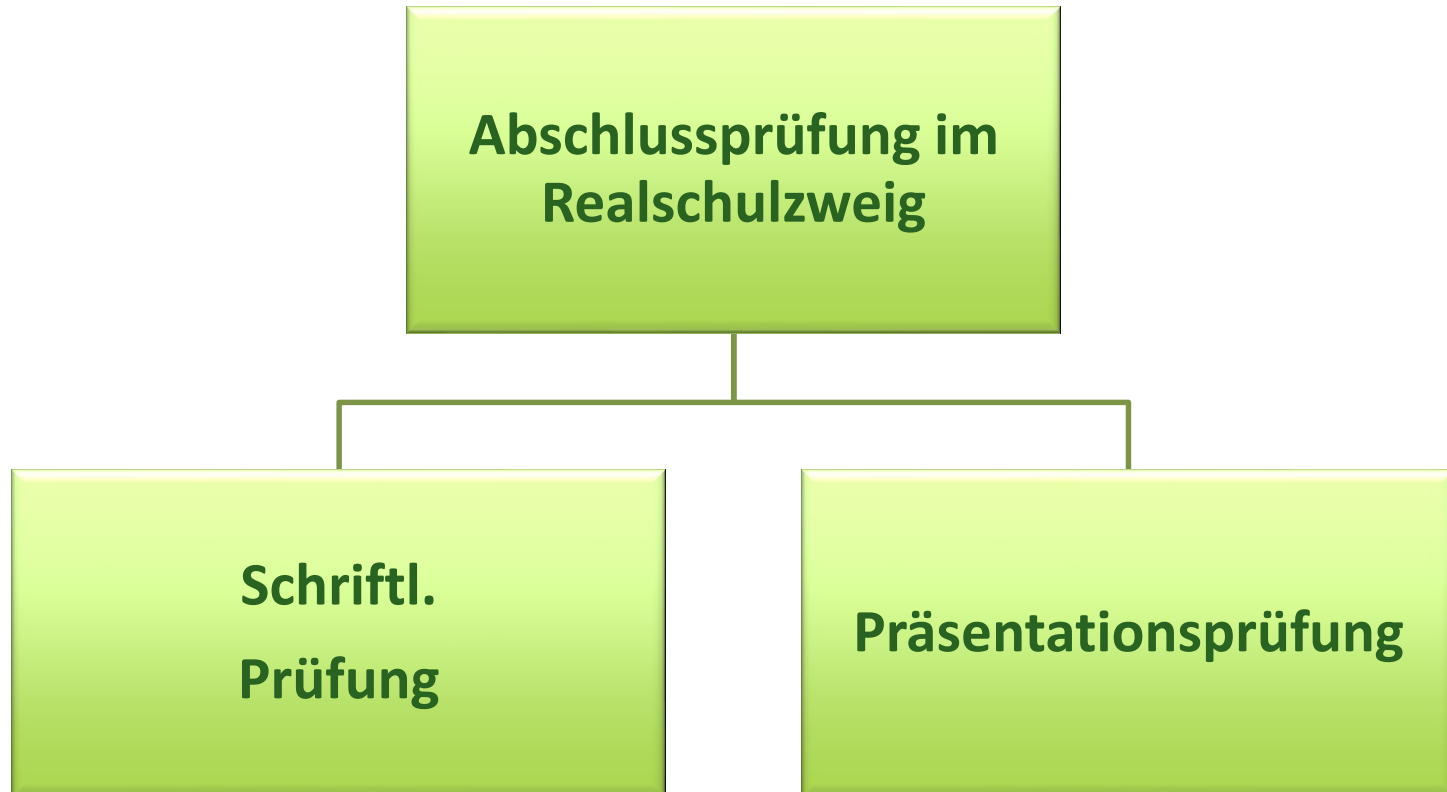 Abschlussprüfung im
Realschulzweig
Schriftl.
Prüfung
Präsentationsprüfung